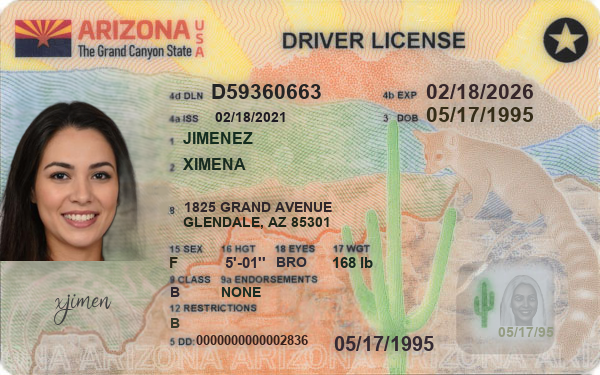 ARIZONA USA
The Grand Canyon State
DRIVER LICENSE
4d DLN D59360663
4b EXP 02/18/2026
4a ISS 02/18/2021
3 DOB 05/17/1995
1 JIMENEZ
2 XIMENA
8 1825 GRAND AVENUE
GLENDALE, AZ 85301
15 SEX 16 HGT 18 EYES 17 WGT
F 5'-01" BRO 168 lb
9 CLASS 9a ENDORSEMENTS
B NONE
12 RESTRICTIONS
B
xjimen
05/17/95
5 DD: 0000000000002836
05/17/1995
ONA ARIZONA ARIZONA ARIZONA ARIZONA